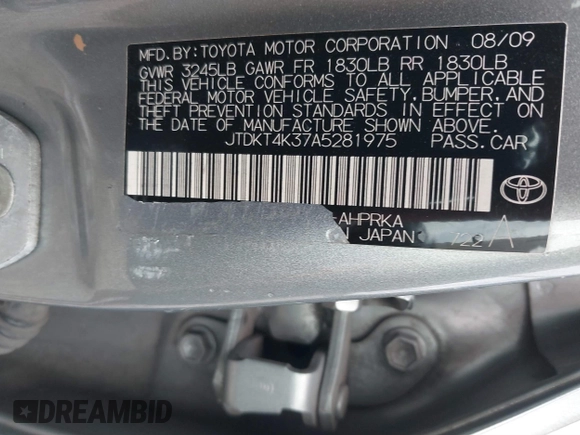 MFD.BY:TOYOTA MOTOR CORPORATION 08/09
GVWR 3245LB GAWR FR 1830LB RR 1830LB
THIS VEHICLE CONFORMS TO ALL APPLICABLE
FEDERAL MOTOR VEHICLE SAFETY,BUMPER,AND
THEFT PREVENTION STANDARDS IN EFFECT ON
THE DATE OF MANUFACTURE SHOWN ABOVE.
JTDKT4K37A5281975 PASS.CAR
-AHPRKA
N JAPAN A
TOYOTA
DREAMBID